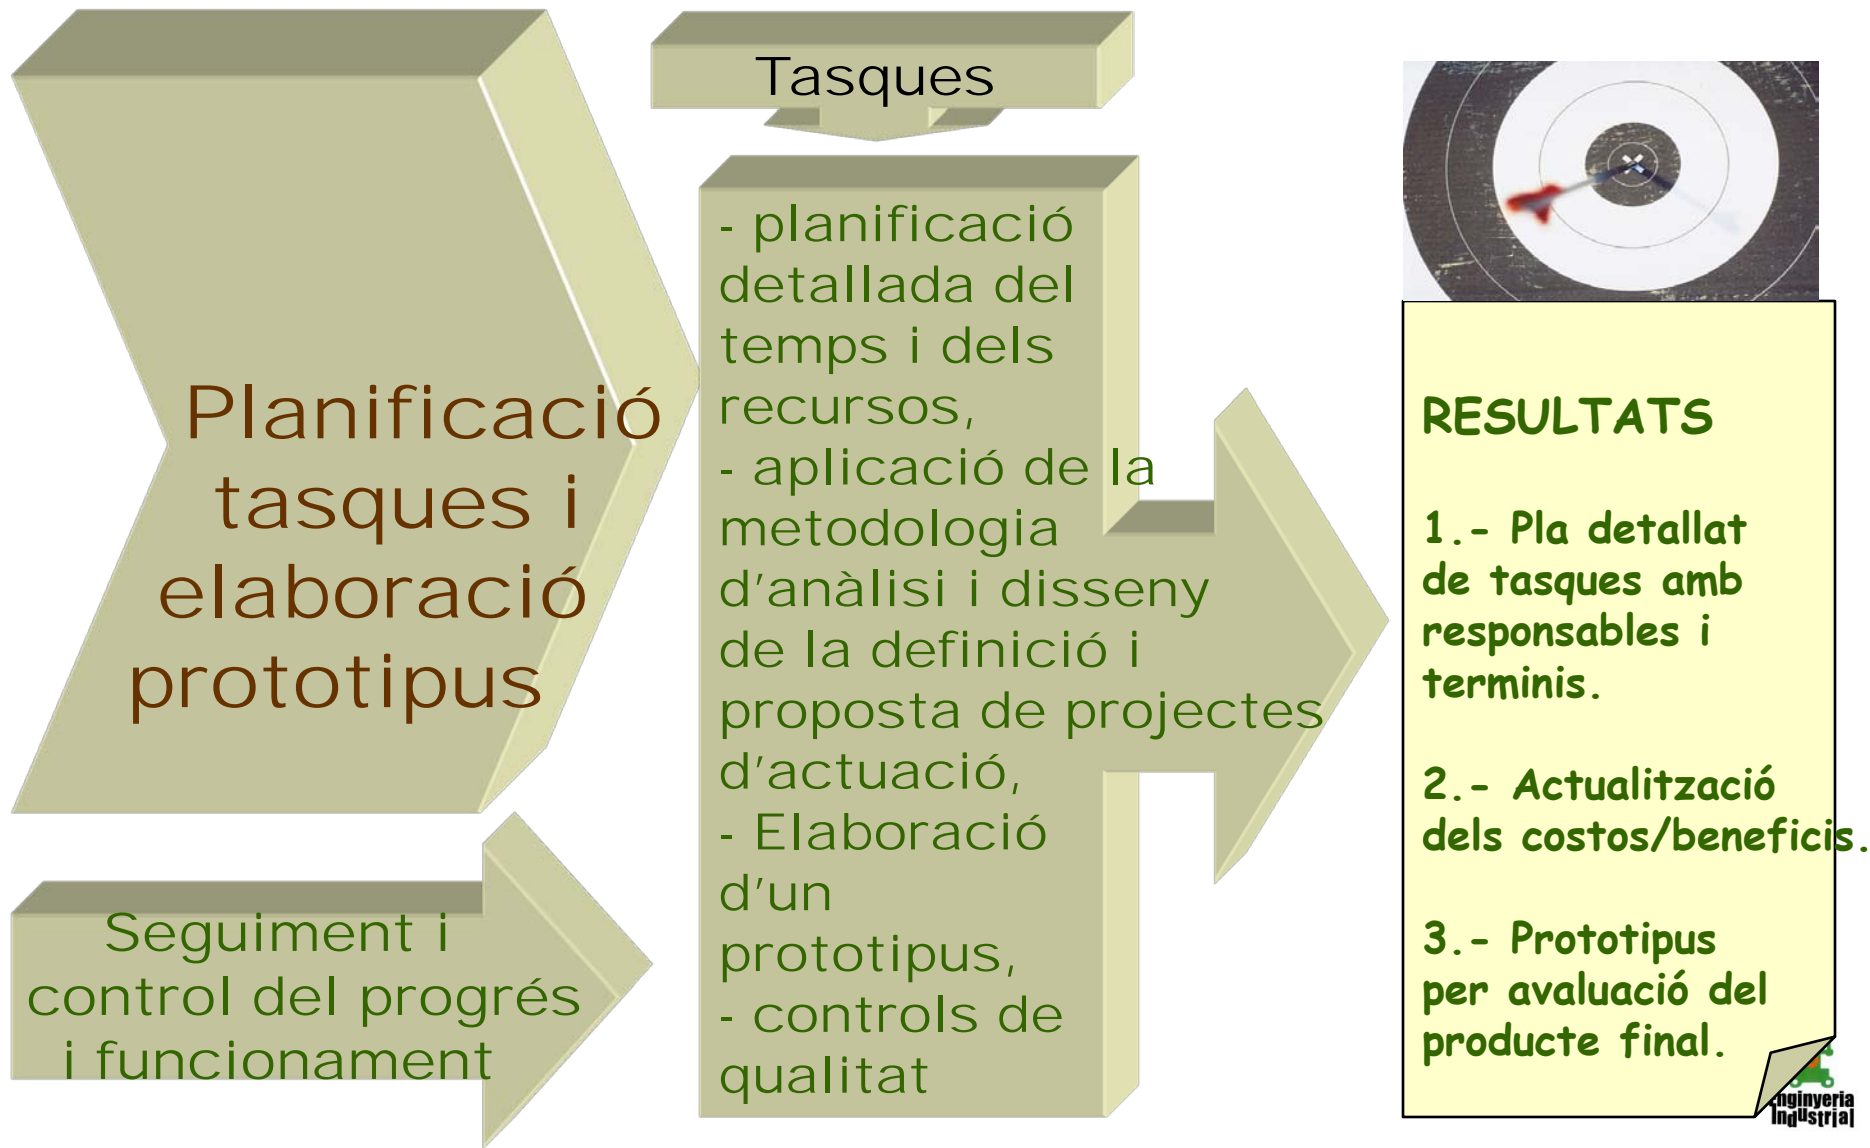 Planificació
tasques i
elaboració
prototipus
Seguiment i
control del progrés
i funcionament
Tasques
- planificació
detallada del
temps i dels
recursos,
- aplicació de la
metodologia
d'anàlisi i disseny
de la definició i
proposta de projectes
d'actuació,
- Elaboració
d'un
prototipus,
- controls de
qualitat
RESULTATS
1.- Pla detallat
de tasques amb
responsables i
terminis.
2.- Actualització
dels costos/beneficis.
3.- Prototipus
per avaluació del
producte final.
Enginyeria
Industrial